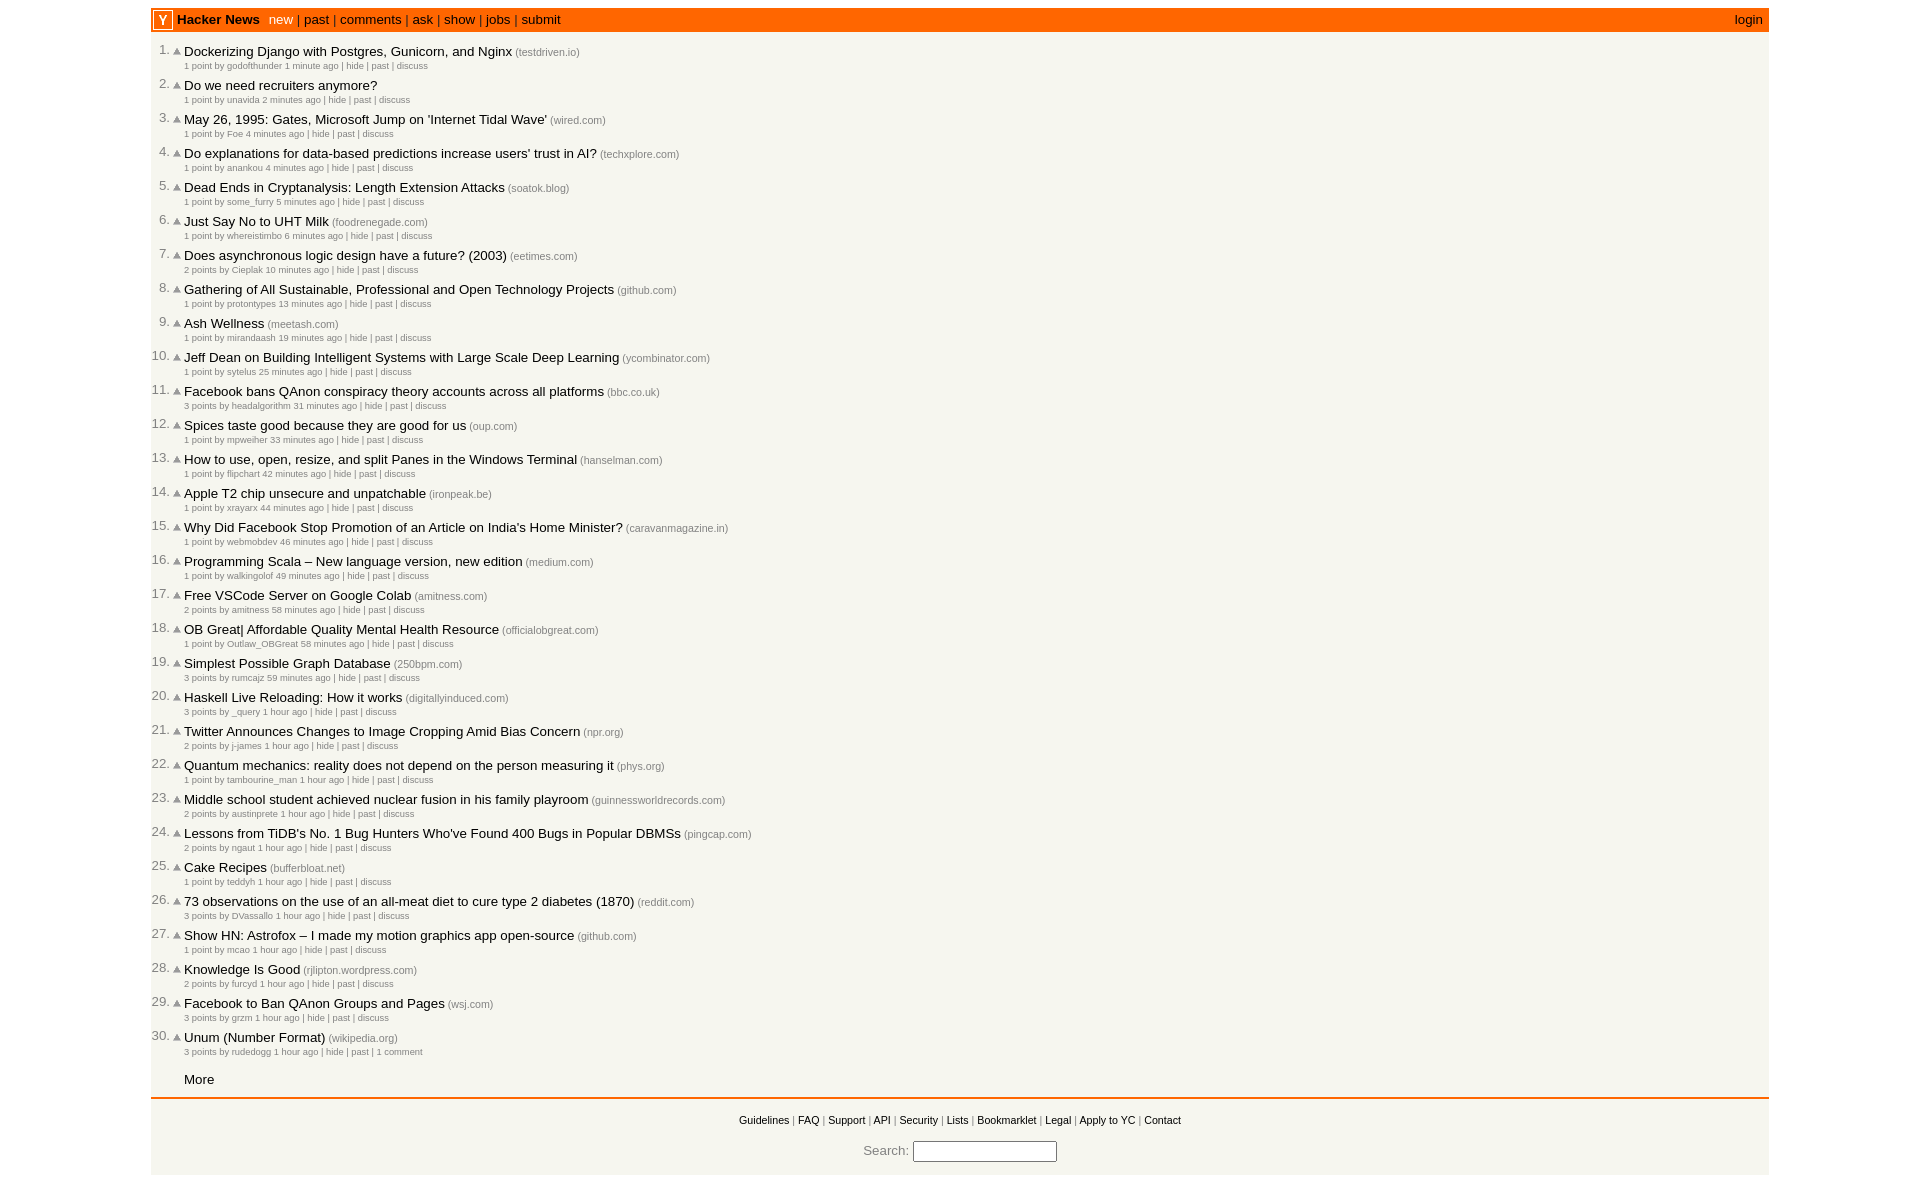 Y Hacker News new | past | comments | ask | show | jobs | submit login
1. Dockerizing Django with Postgres, Gunicorn, and Nginx (testdriven.io)
1 point by godofthunder 1 minute ago | hide | past | discuss
2. Do we need recruiters anymore?
1 point by unavida 2 minutes ago | hide | past | discuss
3. May 26, 1995: Gates, Microsoft Jump on 'Internet Tidal Wave' (wired.com)
1 point by Foe 4 minutes ago | hide | past | discuss
4. Do explanations for data-based predictions increase users' trust in AI? (techxplore.com)
1 point by anankou 4 minutes ago | hide | past | discuss
5. Dead Ends in Cryptanalysis: Length Extension Attacks (soatok.blog)
1 point by some_furry 5 minutes ago | hide | past | discuss
6. Just Say No to UHT Milk (foodrenegade.com)
1 point by whereistimbo 6 minutes ago | hide | past | discuss
7. Does asynchronous logic design have a future? (2003) (eetimes.com)
2 points by Cieplak 10 minutes ago | hide | past | discuss
8. Gathering of All Sustainable, Professional and Open Technology Projects (github.com)
1 point by protontypes 13 minutes ago | hide | past | discuss
9. Ash Wellness (meetash.com)
1 point by mirandaash 19 minutes ago | hide | past | discuss
10. Jeff Dean on Building Intelligent Systems with Large Scale Deep Learning (ycombinator.com)
1 point by sytelus 25 minutes ago | hide | past | discuss
11. Facebook bans QAnon conspiracy theory accounts across all platforms (bbc.co.uk)
3 points by headalgorithm 31 minutes ago | hide | past | discuss
12. Spices taste good because they are good for us (oup.com)
1 point by mpweiher 33 minutes ago | hide | past | discuss
13. How to use, open, resize, and split Panes in the Windows Terminal (hanselman.com)
1 point by flipchart 42 minutes ago | hide | past | discuss
14. Apple T2 chip unsecure and unpatchable (ironpeak.be)
1 point by xrayarx 44 minutes ago | hide | past | discuss
15. Why Did Facebook Stop Promotion of an Article on India's Home Minister? (caravanmagazine.in)
1 point by webmobdev 46 minutes ago | hide | past | discuss
16. Programming Scala – New language version, new edition (medium.com)
1 point by walkingolof 49 minutes ago | hide | past | discuss
17. Free VSCode Server on Google Colab (amitness.com)
2 points by amitness 58 minutes ago | hide | past | discuss
18. OB Great| Affordable Quality Mental Health Resource (officialobgreat.com)
1 point by Outlaw_OBGreat 58 minutes ago | hide | past | discuss
19. Simplest Possible Graph Database (250bpm.com)
3 points by rumcajz 59 minutes ago | hide | past | discuss
20. Haskell Live Reloading: How it works (digitallyinduced.com)
3 points by _query 1 hour ago | hide | past | discuss
21. Twitter Announces Changes to Image Cropping Amid Bias Concern (npr.org)
2 points by j-james 1 hour ago | hide | past | discuss
22. Quantum mechanics: reality does not depend on the person measuring it (phys.org)
1 point by tambourine_man 1 hour ago | hide | past | discuss
23. Middle school student achieved nuclear fusion in his family playroom (guinnessworldrecords.com)
2 points by austinprete 1 hour ago | hide | past | discuss
24. Lessons from TiDB's No. 1 Bug Hunters Who've Found 400 Bugs in Popular DBMSs (pingcap.com)
2 points by ngaut 1 hour ago | hide | past | discuss
25. Cake Recipes (bufferbloat.net)
1 point by teddyh 1 hour ago | hide | past | discuss
26. 73 observations on the use of an all-meat diet to cure type 2 diabetes (1870) (reddit.com)
3 points by DVassallo 1 hour ago | hide | past | discuss
27. Show HN: Astrofox – I made my motion graphics app open-source (github.com)
1 point by mcao 1 hour ago | hide | past | discuss
28. Knowledge Is Good (rjlipton.wordpress.com)
2 points by furcyd 1 hour ago | hide | past | discuss
29. Facebook to Ban QAnon Groups and Pages (wsj.com)
3 points by grzm 1 hour ago | hide | past | discuss
30. Unum (Number Format) (wikipedia.org)
3 points by rudedogg 1 hour ago | hide | past | 1 comment
More
Guidelines | FAQ | Support | API | Security | Lists | Bookmarklet | Legal | Apply to YC | Contact
Search: